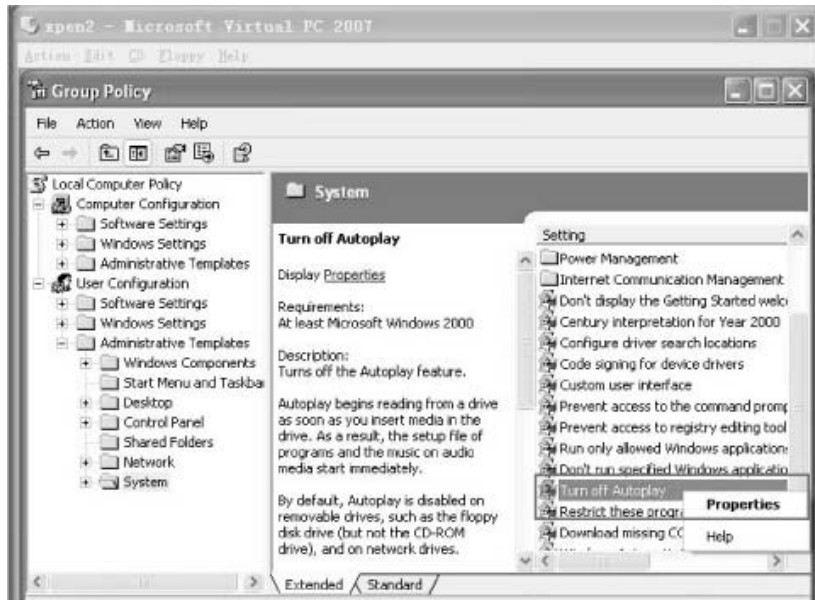 xpen2 - Microsoft Virtual PC 2007
Action Edit CD Floppy Help
Group Policy
File Action View Help
Local Computer Policy
Computer Configuration
Software Settings
Windows Settings
Administrative Templates
User Configuration
Software Settings
Windows Settings
Administrative Templates
Windows Components
Start Menu and Taskba
Desktop
Control Panel
Shared Folders
Network
System
System
Turn off Autoplay
Display Properties
Requirements:
At least Microsoft Windows 2000
Description:
Turns off the Autoplay feature.
Autoplay begins reading from a drive
as soon as you insert media in the
drive. As a result, the setup file of
programs and the music on audio
media start immediately.
By default, Autoplay is disabled on
removable drives, such as the floppy
disk drive (but not the CD-ROM
drive), and on network drives.
Setting
Power Management
Internet Communication Management
Don't display the Getting Started welc
Century interpretation for Year 2000
Configure driver search locations
Code signing for device drivers
Custom user interface
Prevent access to the command promp
Prevent access to registry editing tool
Run only allowed Windows application
Don't run specified Windows applicatio
Turn off Autoplay
Restrict these progra
Download missing CO
Properties
Help
Extended Standard